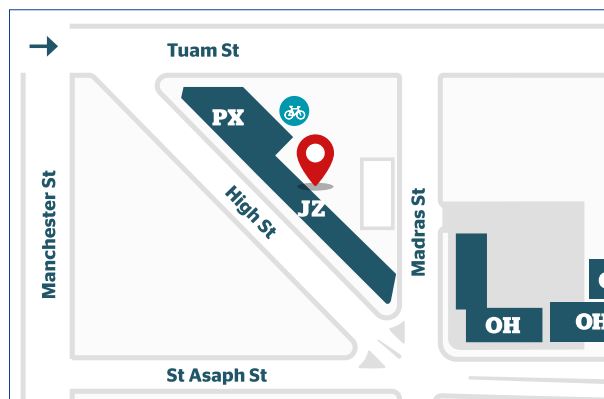 Tuam St
PX
JZ
High St
Manchester St
Madras St
OH
OH
St Asaph St